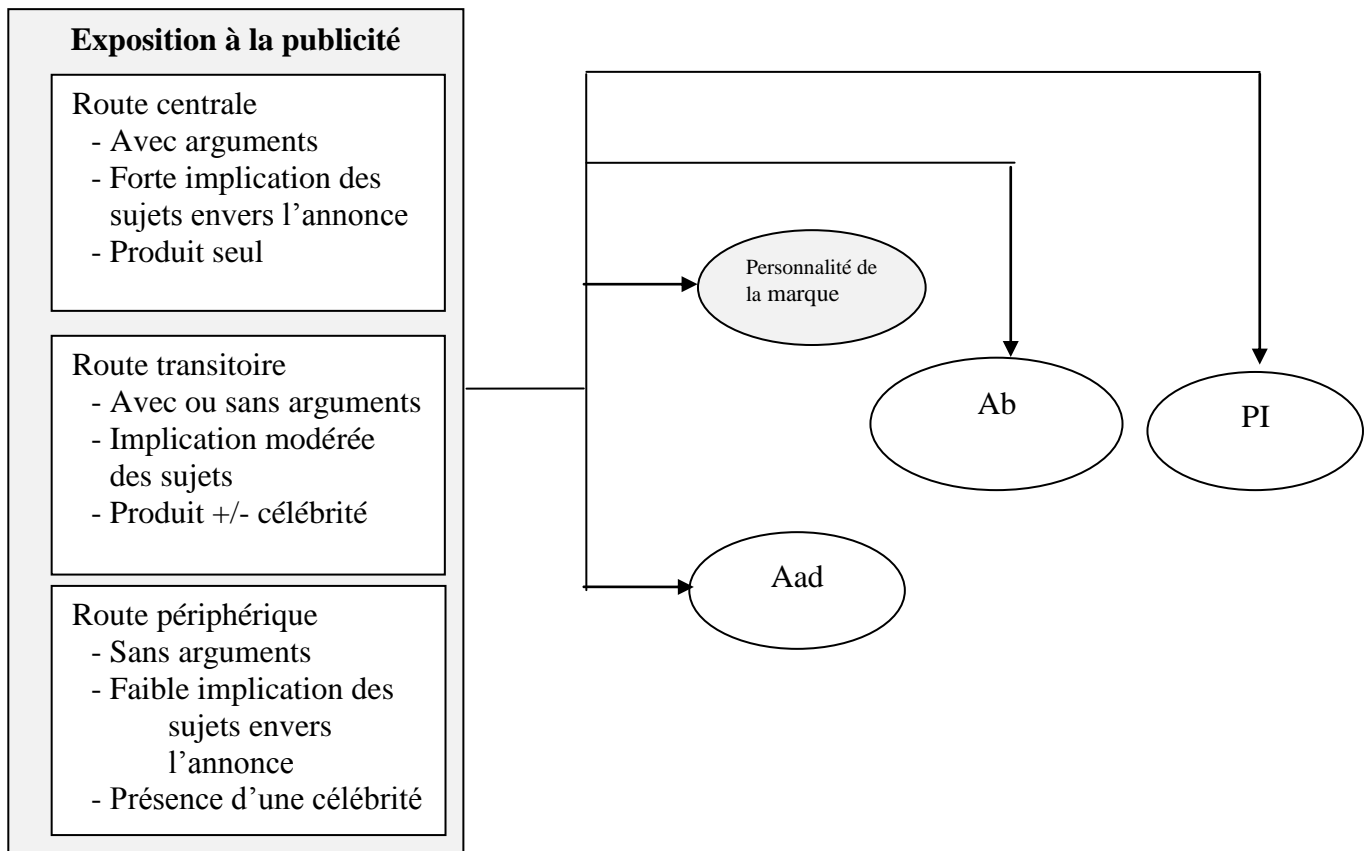 Exposition à la publicité
Route centrale
- Avec arguments
- Forte implication des
sujets envers l’annonce
- Produit seul
Route transitoire
- Avec ou sans arguments
- Implication modérée
des sujets
- Produit +/- célébrité
Route périphérique
- Sans arguments
- Faible implication des
sujets envers
l’annonce
- Présence d’une célébrité
Personnalité de
la marque
Ab
PI
Aad